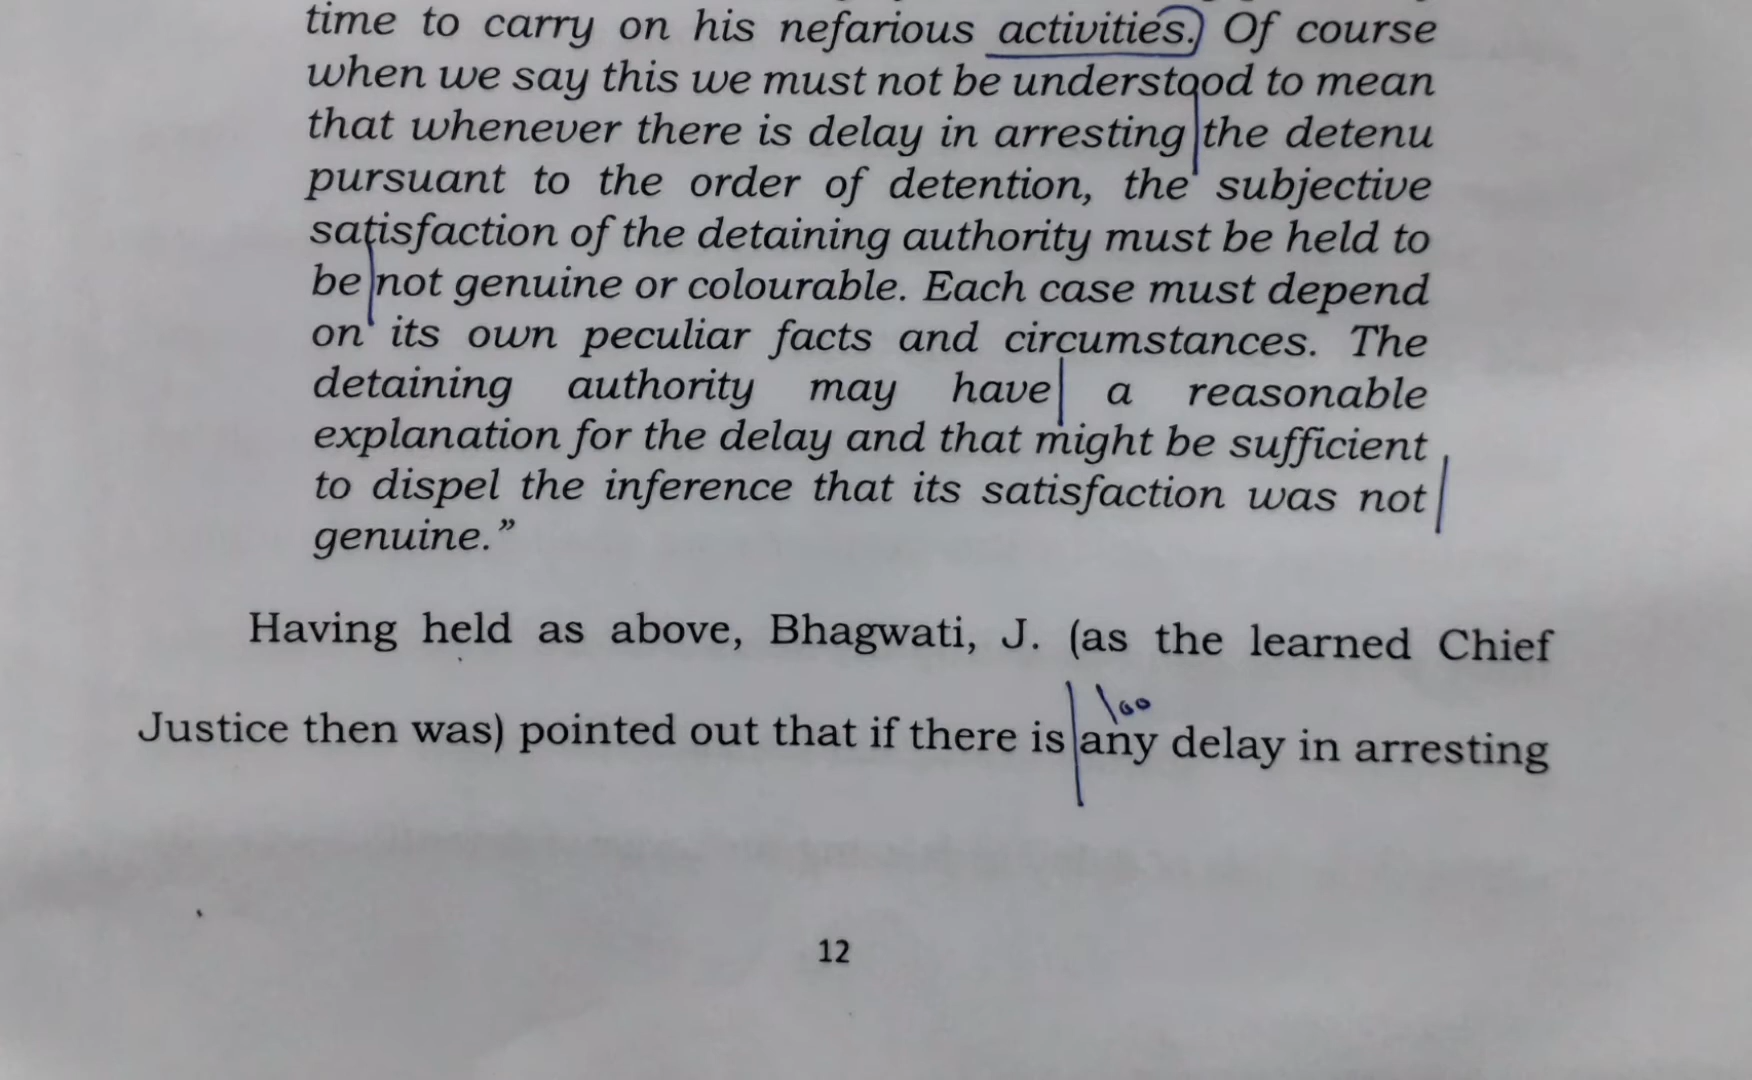 time to carry on his nefarious activities. Of course
when we say this we must not be understood to mean
that whenever there is delay in arresting the detenu
pursuant to the order of detention, the subjective
satisfaction of the detaining authority must be held to
be not genuine or colourable. Each case must depend
on its own peculiar facts and circumstances. The
detaining authority may have a reasonable
explanation for the delay and that might be sufficient
to dispel the inference that its satisfaction was not
genuine.”
Having held as above, Bhagwati, J. (as the learned Chief
100
Justice then was) pointed out that if there is any delay in arresting
12